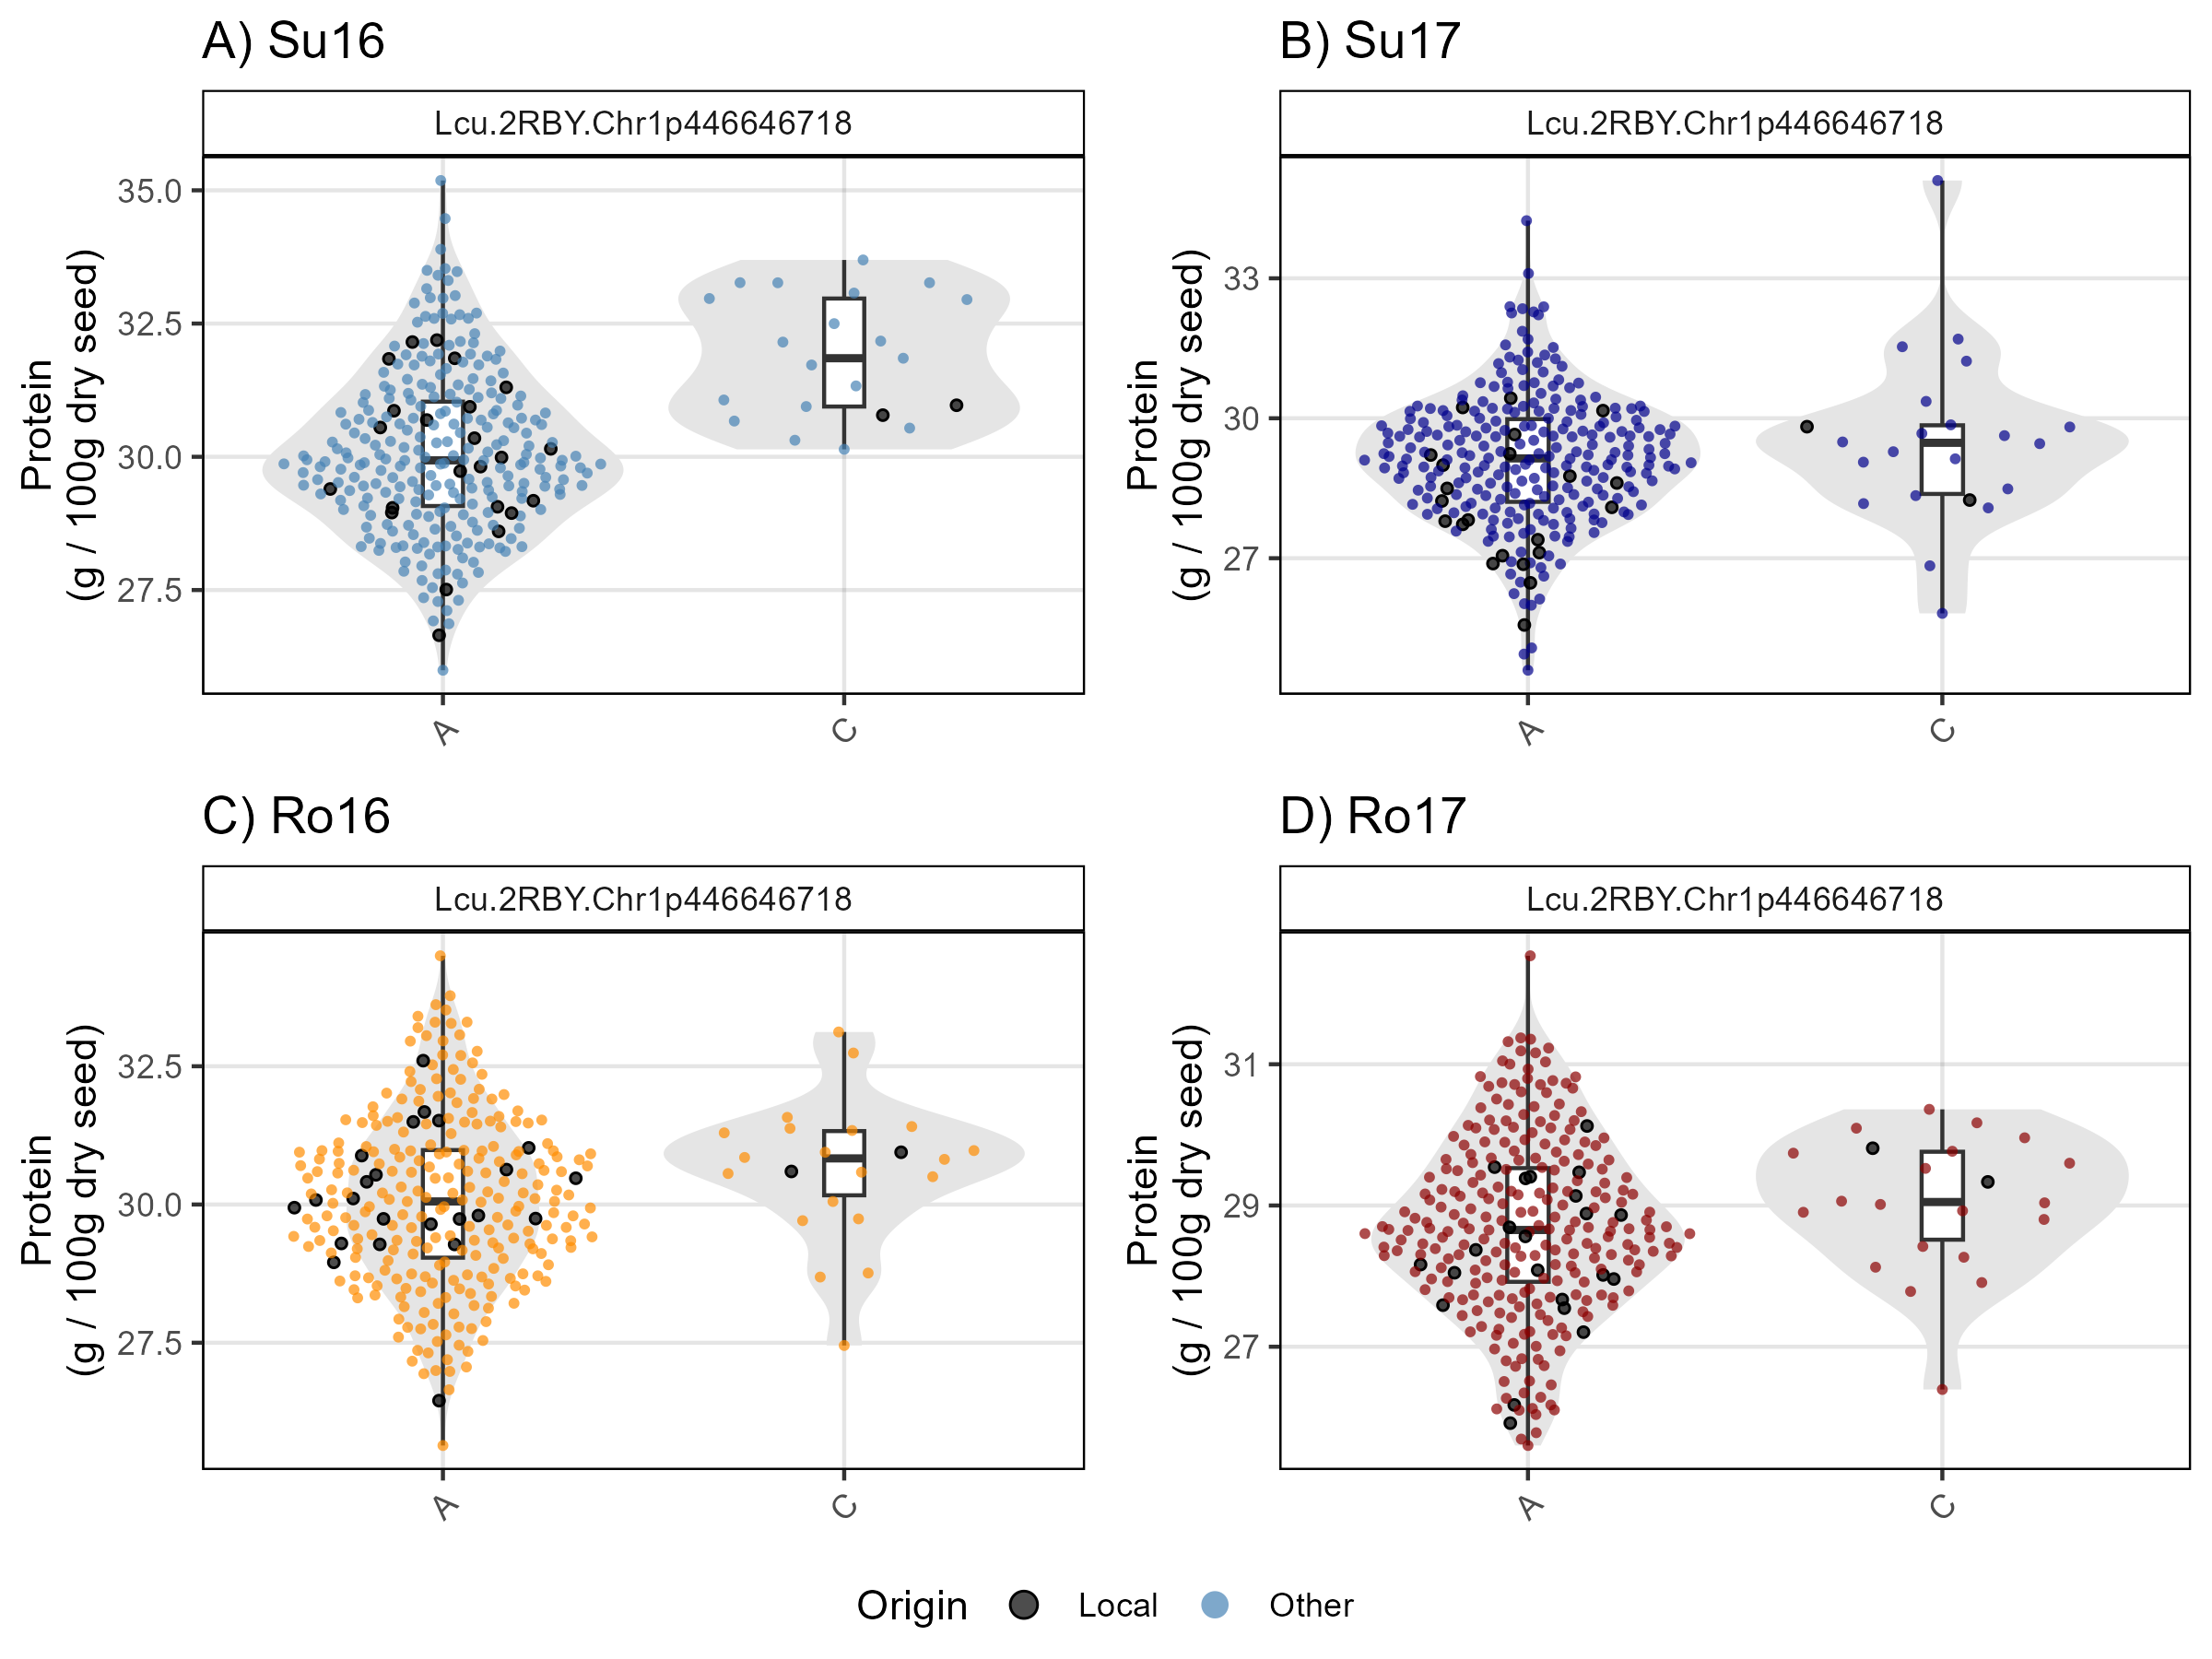 A) Su16
Lcu.2RBY.Chr1p446646718
Protein
(g / 100g dry seed)
35.0
32.5
30.0
27.5
A
C
B) Su17
Lcu.2RBY.Chr1p446646718
Protein
(g / 100g dry seed)
33
30
27
A
C
C) Ro16
Lcu.2RBY.Chr1p446646718
Protein
(g / 100g dry seed)
32.5
30.0
27.5
A
C
D) Ro17
Lcu.2RBY.Chr1p446646718
Protein
(g / 100g dry seed)
31
29
27
A
C
Origin Local Other